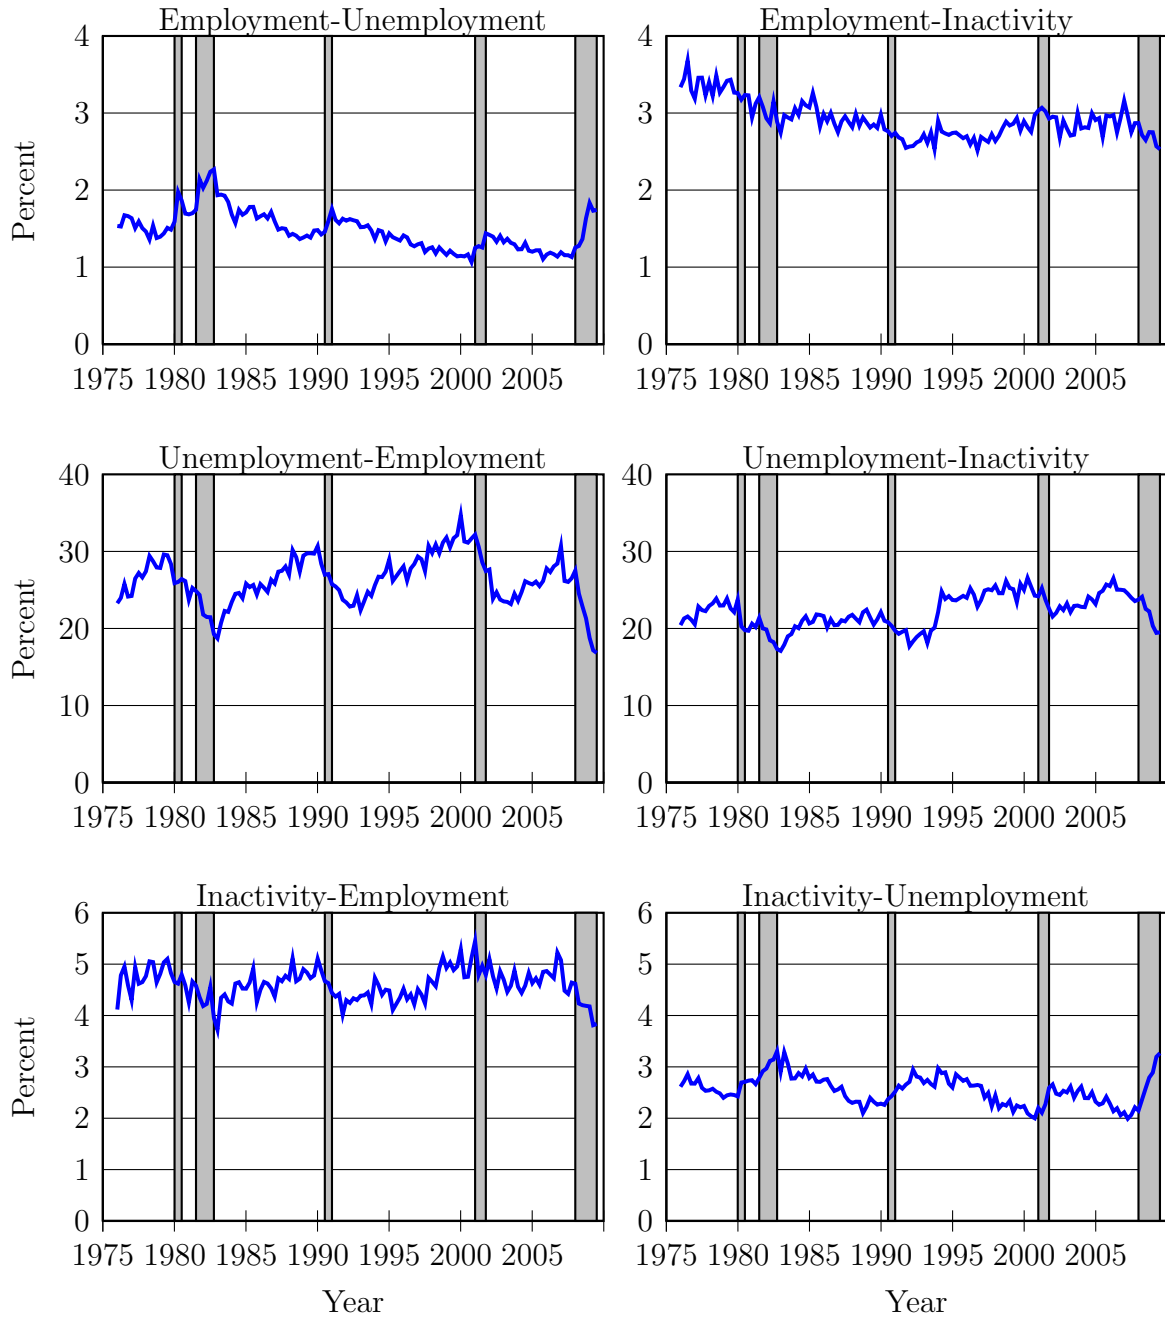 Employment-Unemployment
Employment-Inactivity
4
3
2
1
0
Percent
1975 1980 1985 1990 1995 2000 2005
4
3
2
1
0
1975 1980 1985 1990 1995 2000 2005
Unemployment-Employment
Unemployment-Inactivity
40
30
20
10
0
Percent
1975 1980 1985 1990 1995 2000 2005
40
30
20
10
0
1975 1980 1985 1990 1995 2000 2005
Inactivity-Employment
Inactivity-Unemployment
6
5
4
3
2
1
0
Percent
1975 1980 1985 1990 1995 2000 2005
Year
6
5
4
3
2
1
0
1975 1980 1985 1990 1995 2000 2005
Year